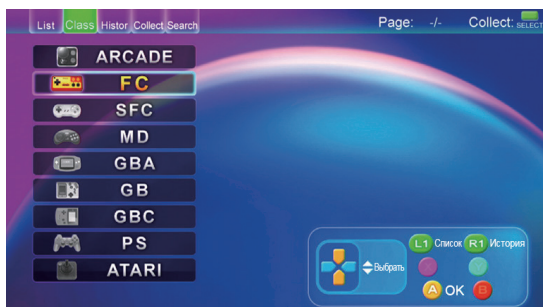 List Class Histor Collect Search Page: -/- Collect: SELECT
ARCADE
FC
SFC
MD
GBA
GB
GBC
PS
ATARI
L1 Список R1 История
Выбрать
A OK B